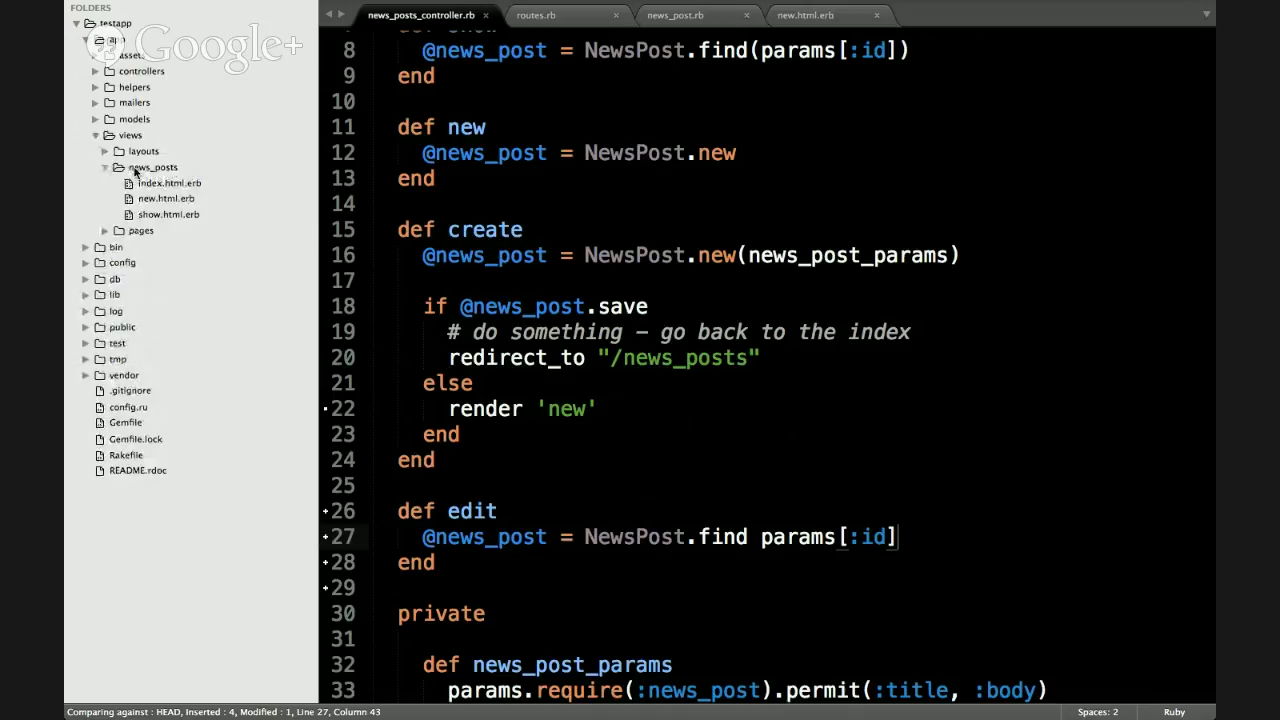 FOLDERS
testapp
app
assets
controllers
helpers
mailers
models
views
layouts
news_posts
index.html.erb
new.html.erb
show.html.erb
pages
bin
config
db
lib
log
public
test
tmp
vendor
.gitignore
config.ru
Gemfile
Gemfile.lock
Rakefile
README.rdoc
Google+
news_posts_controller.rb × routes.rb × news_post.rb × new.html.erb ×
8 @news_post = NewsPost.find(params[:id])
9 end
10
11 def new
12 @news_post = NewsPost.new
13 end
14
15 def create
16 @news_post = NewsPost.new(news_post_params)
17
18 if @news_post.save
19 # do something – go back to the index
20 redirect_to "/news_posts"
21 else
22 render 'new'
23 end
24 end
25
26 def edit
27 @news_post = NewsPost.find params[:id]
28 end
29
30 private
31
32 def news_post_params
33 params.require(:news_post).permit(:title, :body)
Comparing against : HEAD, Inserted : 4, Modified : 1, Line 27, Column 43
Spaces: 2 Ruby